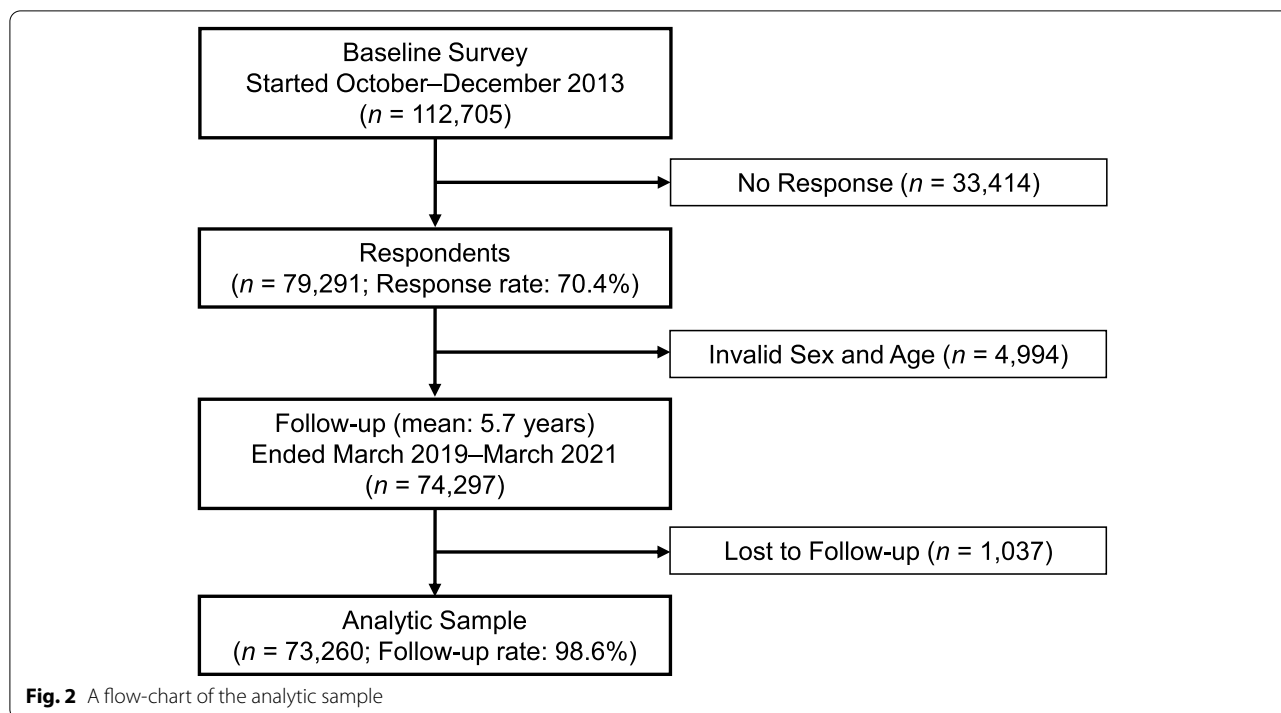 Baseline Survey
Started October–December 2013
(n = 112,705)
No Response (n = 33,414)
Respondents
(n = 79,291; Response rate: 70.4%)
Invalid Sex and Age (n = 4,994)
Follow-up (mean: 5.7 years)
Ended March 2019–March 2021
(n = 74,297)
Lost to Follow-up (n = 1,037)
Analytic Sample
(n = 73,260; Follow-up rate: 98.6%)
Fig. 2 A flow-chart of the analytic sample